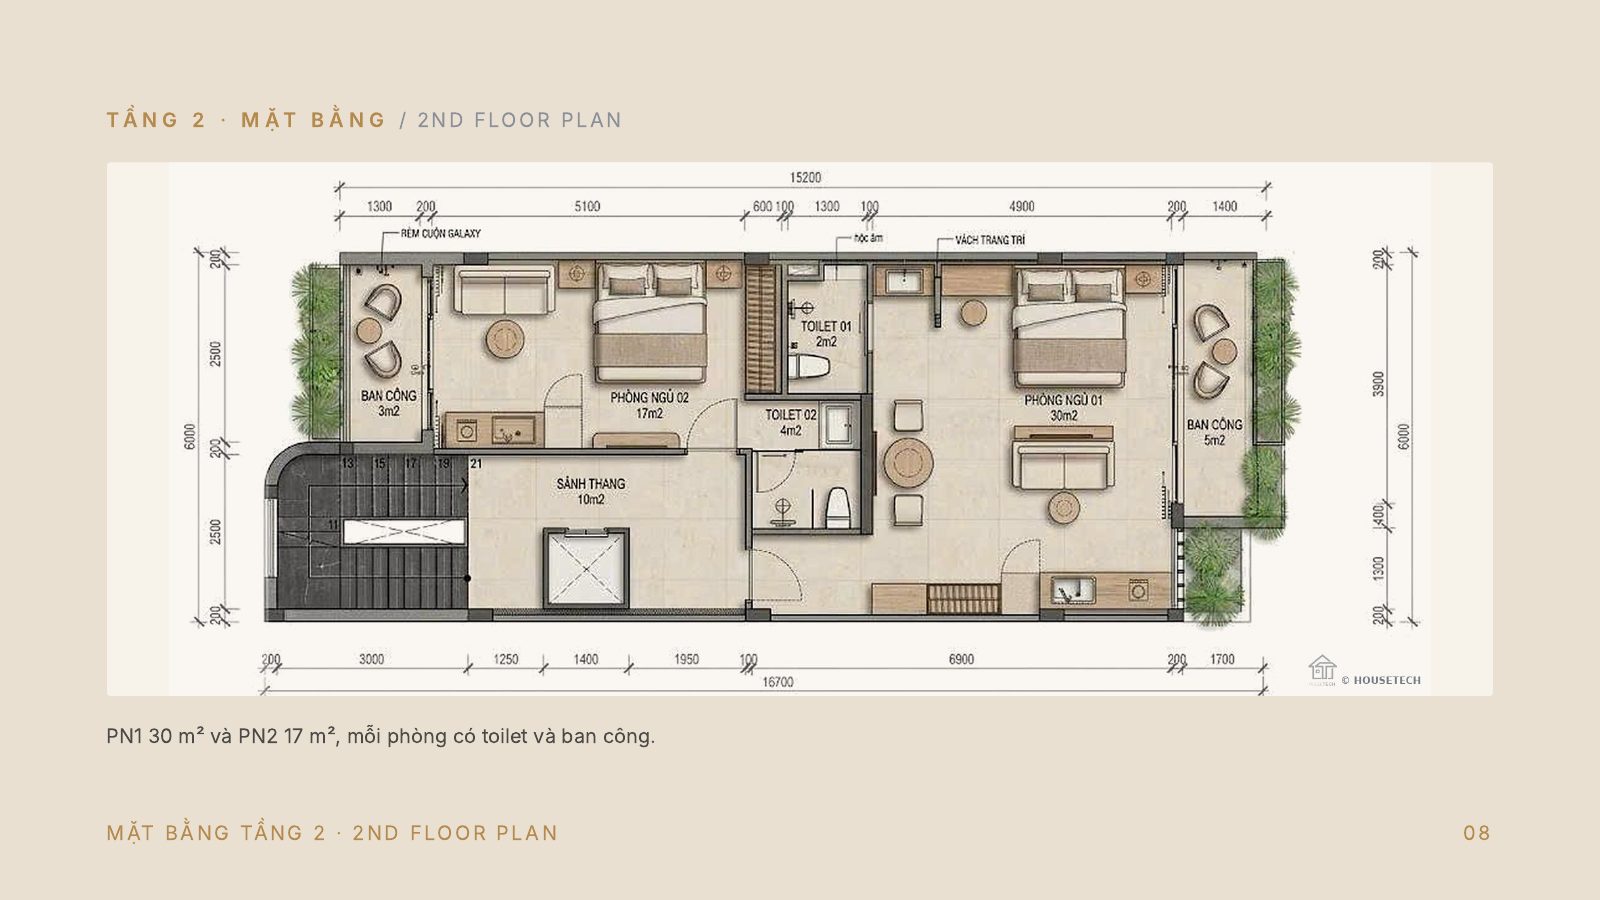 TẦNG 2 · MẶT BẰNG / 2ND FLOOR PLAN
15200
1300 200 5100 600 100 1300 100 4900 200 1400
RÈM CUỘN GALAXY
hộc âm
VÁCH TRANG TRÍ
200
2500
200
2500
200
6000
BAN CÔNG
3m2
PHÒNG NGỦ 02
17m2
TOILET 01
2m2
TOILET 02
4m2
PHÒNG NGỦ 01
30m2
BAN CÔNG
5m2
SẢNH THANG
10m2
13 15 17 19 21
11
200
3900
400
1300
200
6000
200 3000 1250 1400 1950 100 6900 200 1700
16700
© HOUSETECH
PN1 30 m² và PN2 17 m², mỗi phòng có toilet và ban công.
MẶT BẰNG TẦNG 2 · 2ND FLOOR PLAN
08